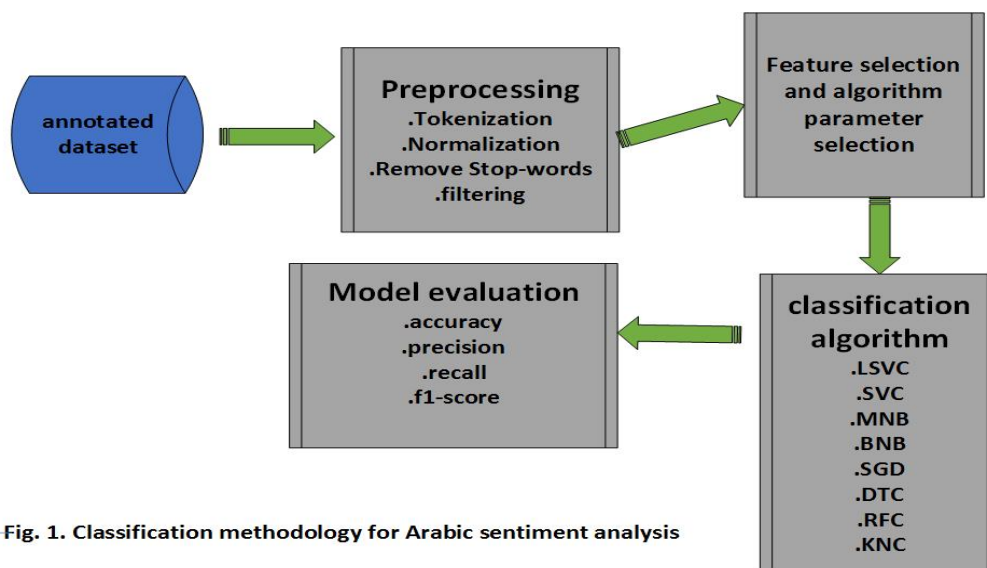 annotated
dataset
Preprocessing
.Tokenization
.Normalization
.Remove Stop-words
.filtering
Feature selection
and algorithm
parameter
selection
classification
algorithm
.LSVC
.SVC
.MNB
.BNB
.SGD
.DTC
.RFC
.KNC
Model evaluation
.accuracy
.precision
.recall
.f1-score
Fig. 1. Classification methodology for Arabic sentiment analysis